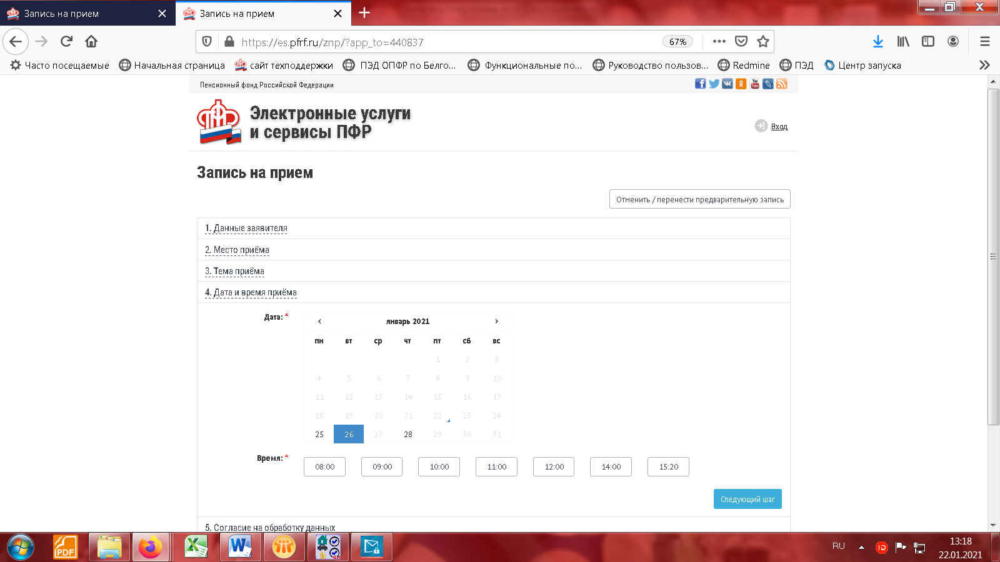 Запись на прием
Запись на прием
https://es.pfrf.ru/znp/?app_to=440837
67%
Часто посещаемые
Начальная страница
сайт техподдержки
ПЭД ОПФР по Белго...
Функциональные по...
Руководство пользов...
Redmine
ПЭД
Центр запуска
Пенсионный фонд Российской Федерации
Электронные услуги
и сервисы ПФР
Вход
Запись на прием
Отменить / перенести предварительную запись
1. Данные заявителя
2. Место приёма
3. Тема приёма
4. Дата и время приёма
Дата: *
< январь 2021 >
пн вт ср чт пт сб вс
1 2 3
4 5 6 7 8 9 10
11 12 13 14 15 16 17
18 19 20 21 22 23 24
25 26 27 28 29 30 31
Время: *
08:00 09:00 10:00 11:00 12:00 14:00 15:20
Следующий шаг
5. Согласие на обработку данных
PDF
RU
13:18
22.01.2021